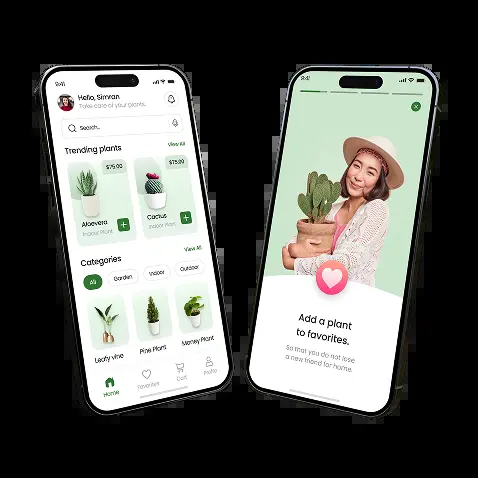 9:41
Hello, Simran
Take care of your plants.
Search..
Trending plants
View All
$75.00
$75.00
Aloevera
Indoor Plant
Cactus
Indoor Plant
Categories
View All
All
Garden
Indoor
Outdoor
Leafy vine
Pine Plant
Money Plant
Home
Favorites
Cart
Profile
9:41
Add a plant
to favorites.
So that you do not lose
a new friend for home.